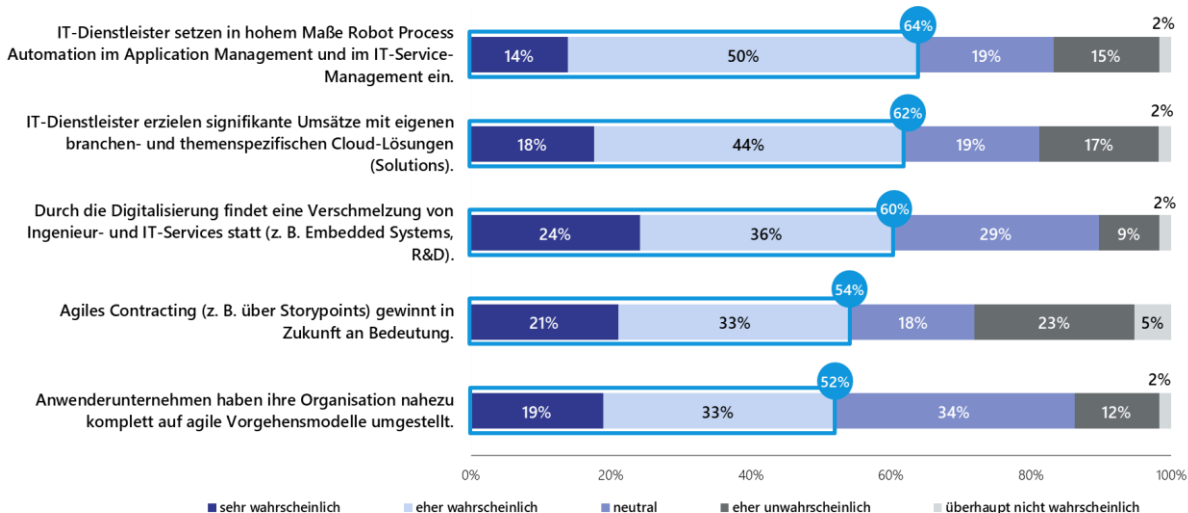 IT-Dienstleister setzen in hohem Maße Robot Process
Automation im Application Management und im IT-Service-
Management ein.
64%
2%
14%
50%
19%
15%
IT-Dienstleister erzielen signifikante Umsätze mit eigenen
branchen- und themenspezifischen Cloud-Lösungen
(Solutions).
62%
2%
18%
44%
19%
17%
Durch die Digitalisierung findet eine Verschmelzung von
Ingenieur- und IT-Services statt (z. B. Embedded Systems,
R&D).
60%
2%
24%
36%
29%
9%
Agiles Contracting (z. B. über Storypoints) gewinnt in
Zukunft an Bedeutung.
54%
21%
33%
18%
23%
5%
Anwenderunternehmen haben ihre Organisation nahezu
komplett auf agile Vorgehensmodelle umgestellt.
52%
2%
19%
33%
34%
12%
0%
20%
40%
60%
80%
100%
sehr wahrscheinlich
eher wahrscheinlich
neutral
eher unwahrscheinlich
überhaupt nicht wahrscheinlich